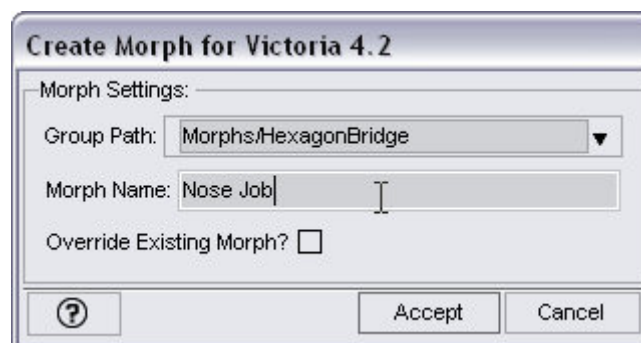 Create Morph for Victoria 4.2
Morph Settings:
Group Path: Morphs/HexagonBridge
Morph Name: Nose Job
Override Existing Morph?
? Accept Cancel